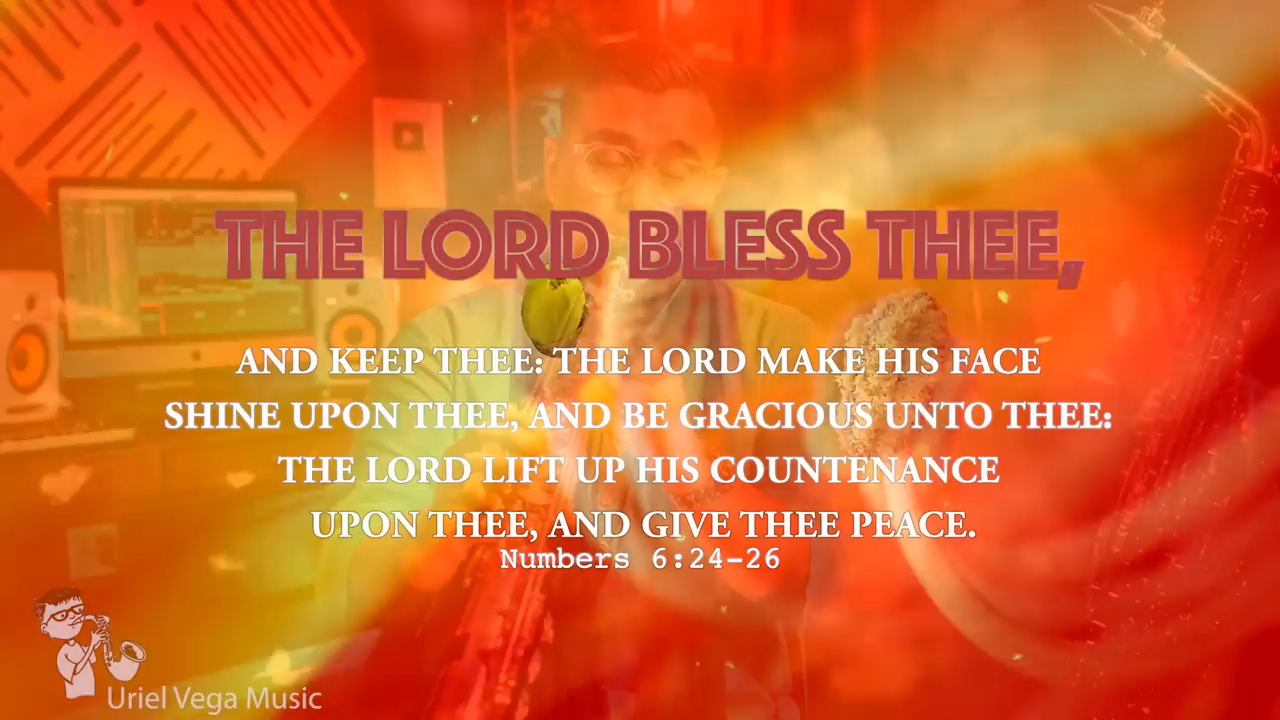 THE LORD BLESS THEE,
AND KEEP THEE: THE LORD MAKE HIS FACE
SHINE UPON THEE, AND BE GRACIOUS UNTO THEE:
THE LORD LIFT UP HIS COUNTENANCE
UPON THEE, AND GIVE THEE PEACE.
Numbers 6:24-26
Uriel Vega Music